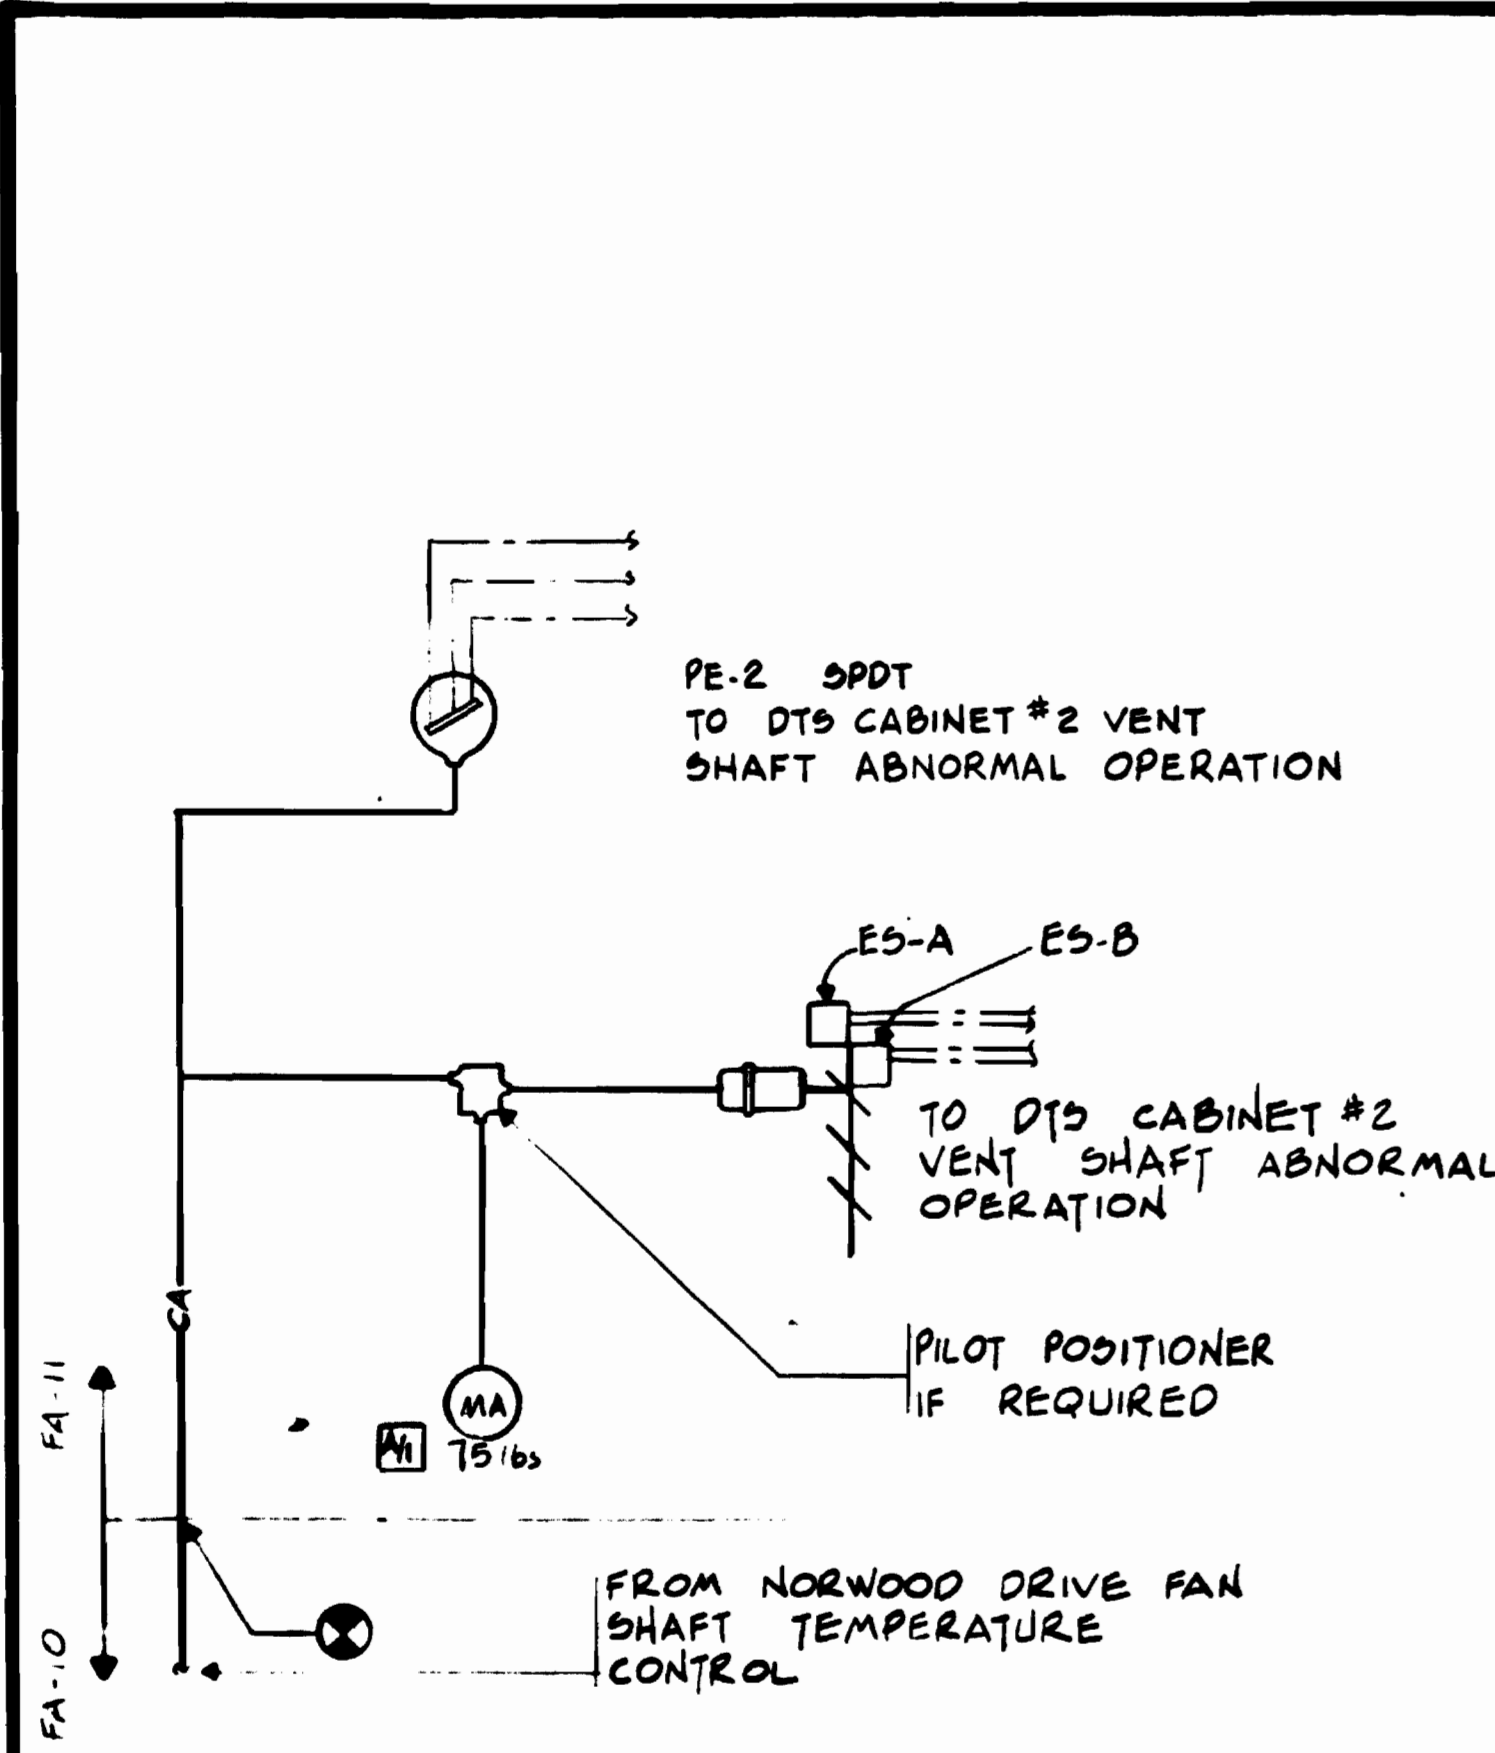 PE-2 SPDT
TO DTS CABINET #2 VENT
SHAFT ABNORMAL OPERATION
ES-A
ES-B
TO DTS CABINET #2
VENT SHAFT ABNORMAL
OPERATION
CA
PILOT POSITIONER
IF REQUIRED
MA
A/1
75 lbs
FA-11
FA-10
FROM NORWOOD DRIVE FAN
SHAFT TEMPERATURE
CONTROL